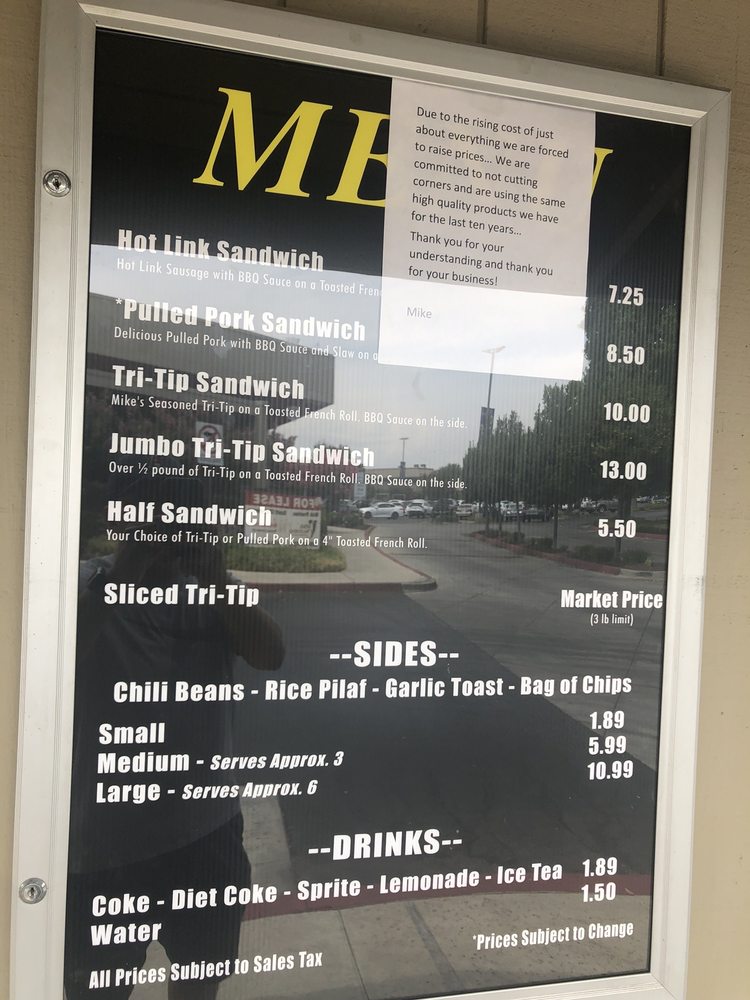 ME U
Due to the rising cost of just
about everything we are forced
to raise prices... We are
committed to not cutting
corners and are using the same
high quality products we have
for the last ten years...
Thank you for your
understanding and thank you
for your business!
Mike
Hot Link Sandwich
Hot Link Sausage with BBQ Sauce on a Toasted 7.25
*Pulled Pork Sandwich
Delicious Pulled Pork with BBQ Sauce and Slaw on a 8.50
Tri-Tip Sandwich
Mike's Seasoned Tri-Tip on a Toasted French Roll. BBQ Sauce on the side. 10.00
Jumbo Tri-Tip Sandwich
Over ½ pound of Tri-Tip on a Toasted French Roll. BBQ Sauce on the side. 13.00
Half Sandwich 5.50
Your Choice of Tri-Tip or Pulled Pork on a 4" Toasted French Roll.
Sliced Tri-Tip Market Price
(3 lb limit)
--SIDES--
Chili Beans - Rice Pilaf - Garlic Toast - Bag of Chips
Small 1.89
Medium - Serves Approx. 3 5.99
Large - Serves Approx. 6 10.99
--DRINKS--
Coke - Diet Coke - Sprite - Lemonade - Ice Tea 1.89
Water 1.50
All Prices Subject to Sales Tax *Prices Subject to Change
FOR LEASE